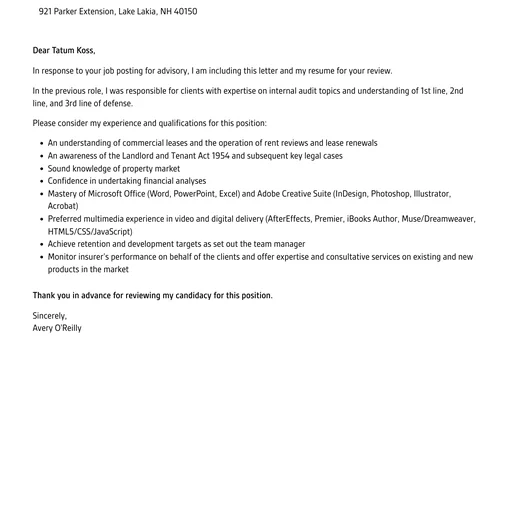 921 Parker Extension, Lake Lakia, NH 40150
Dear Tatum Koss,
In response to your job posting for advisory, I am including this letter and my resume for your review.
In the previous role, I was responsible for clients with expertise on internal audit topics and understanding of 1st line, 2nd
line, and 3rd line of defense.
Please consider my experience and qualifications for this position:
• An understanding of commercial leases and the operation of rent reviews and lease renewals
• An awareness of the Landlord and Tenant Act 1954 and subsequent key legal cases
• Sound knowledge of property market
• Confidence in undertaking financial analyses
• Mastery of Microsoft Office (Word, PowerPoint, Excel) and Adobe Creative Suite (InDesign, Photoshop, Illustrator,
Acrobat)
• Preferred multimedia experience in video and digital delivery (AfterEffects, Premier, iBooks Author, Muse/Dreamweaver,
HTML5/CSS/JavaScript)
• Achieve retention and development targets as set out the team manager
• Monitor insurer's performance on behalf of the clients and offer expertise and consultative services on existing and new
products in the market
Thank you in advance for reviewing my candidacy for this position.
Sincerely,
Avery O'Reilly